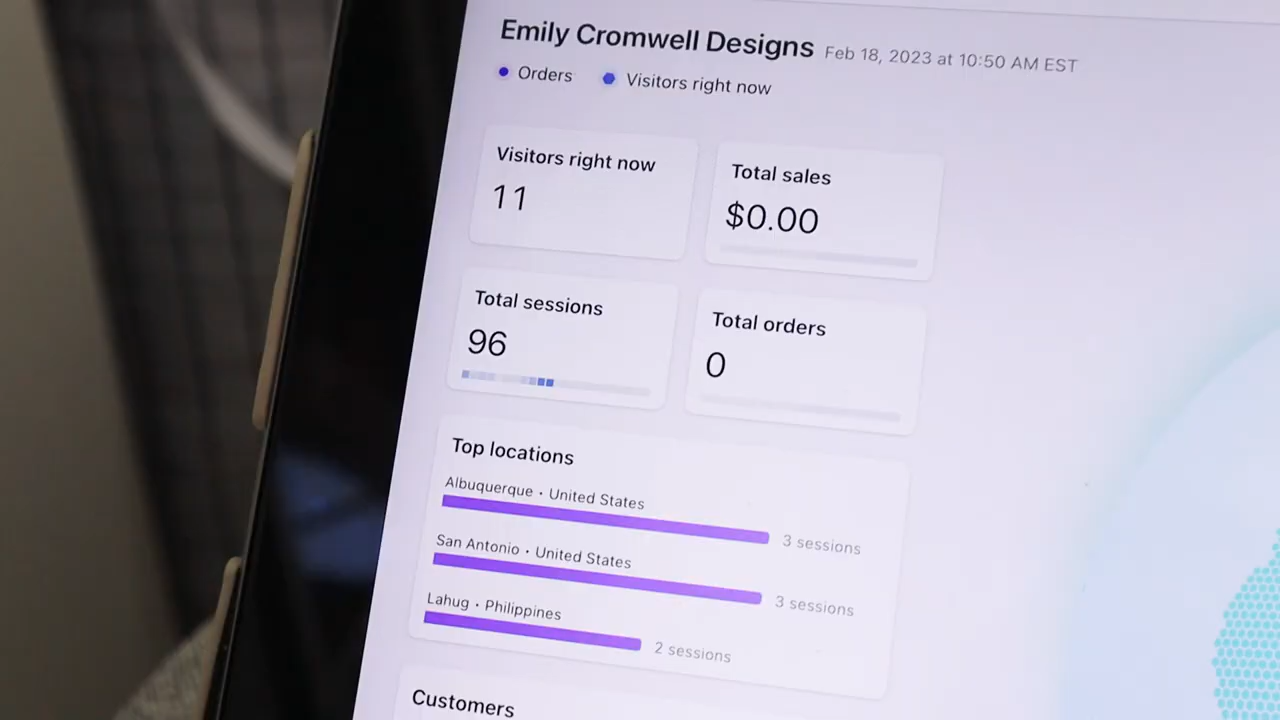 Emily Cromwell Designs Feb 18, 2023 at 10:50 AM EST
Orders Visitors right now
Visitors right now
11
Total sales
$0.00
Total sessions
96
Total orders
0
Top locations
Albuquerque · United States
3 sessions
San Antonio · United States
3 sessions
Lahug · Philippines
2 sessions
Customers